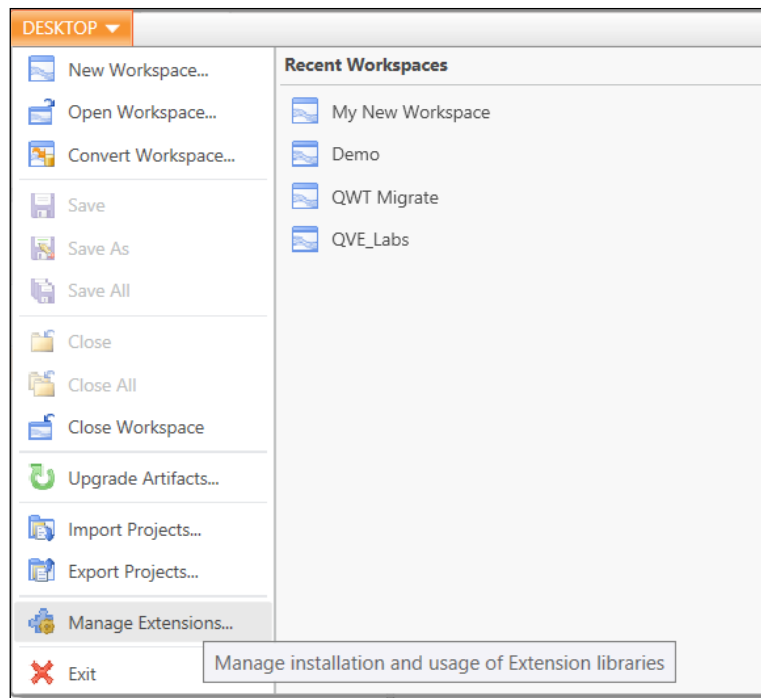 DESKTOP
New Workspace...
Open Workspace...
Convert Workspace...
Save
Save As
Save All
Close
Close All
Close Workspace
Upgrade Artifacts...
Import Projects...
Export Projects...
Manage Extensions...
Exit
Recent Workspaces
My New Workspace
Demo
QWT Migrate
QVE_Labs
Manage installation and usage of Extension libraries